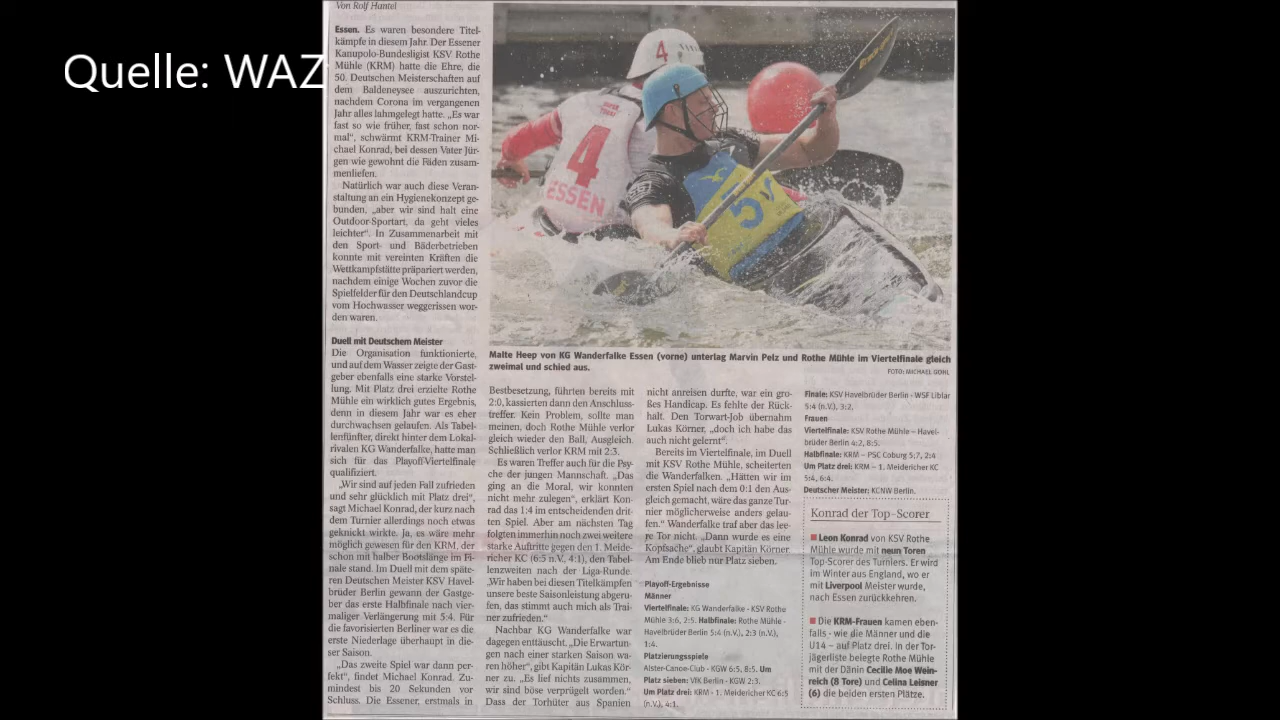 Quelle: WAZ
Von Rolf Hantel
Essen. Es waren besondere Titel-
kämpfe in diesem Jahr. Der Essener
Kanupolo-Bundesligist KSV Rothe
Mühle (KRM) hatte die Ehre, die
50. Deutschen Meisterschaften auf
dem Baldeneysee auszurichten,
nachdem Corona im vergangenen
Jahr alles lahmgelegt hatte. „Es war
fast so wie früher, fast schon nor-
mal“, schwärmt KRM-Trainer Mi-
chael Konrad, bei dessen Vater Jür-
gen wie gewohnt die Fäden zusam-
menliefen.
Natürlich war auch diese Veran-
staltung an ein Hygienekonzept ge-
bunden, „aber wir sind halt eine
Outdoor-Sportart, da geht vieles
leichter“. In Zusammenarbeit mit
den Sport- und Bäderbetrieben
konnte mit vereinten Kräften die
Wettkampfstätte präpariert werden,
nachdem einige Wochen zuvor die
Spielfelder für den Deutschlandcup
vom Hochwasser weggerissen wor-
den waren.
Duell mit Deutschem Meister
Die Organisation funktionierte,
und auf dem Wasser zeigte der Gast-
geber ebenfalls eine starke Vorstel-
lung. Mit Platz drei erzielte Rothe
Mühle ein wirklich gutes Ergebnis,
denn in diesem Jahr war es eher
durchwachsen gelaufen. Als Tabel-
lenfünfter, direkt hinter dem Lokal-
rivalen KG Wanderfalke, hatte man
sich für das Playoff-Viertelfinale
qualifiziert.
„Wir sind auf jeden Fall zufrieden
und sehr glücklich mit Platz drei“,
sagt Michael Konrad, der kurz nach
dem Turnier allerdings noch etwas
geknickt wirkte. Ja, es wäre mehr
möglich gewesen für den KRM, der
schon mit halber Bootslänge im Fi-
nale stand. Im Duell mit dem späte-
ren Deutschen Meister KSV Havel-
brüder Berlin gewann der Gastge-
ber das erste Halbfinale nach vier-
maliger Verlängerung mit 5:4. Für
die favorisierten Berliner war es die
erste Niederlage überhaupt in die-
ser Saison.
„Das zweite Spiel war dann per-
fekt“, findet Michael Konrad. Zu-
mindest bis 20 Sekunden vor
Schluss. Die Essener, erstmals in
4
4
ESSEN
5
Malte Heep von KG Wanderfalke Essen (vorne) unterlag Marvin Pelz und Rothe Mühle im Viertelfinale gleich
zweimal und schied aus.
FOTO: MICHAEL GOHL
Bestbesetzung, führten bereits mit
2:0, kassierten dann den Anschluss-
treffer. Kein Problem, sollte man
meinen, doch Rothe Mühle verlor
gleich wieder den Ball, Ausgleich.
Schließlich verlor KRM mit 2:3.
Es waren Treffer auch für die Psy-
che der jungen Mannschaft. „Das
ging an die Moral, wir konnten
nicht mehr zulegen“, erklärt Kon-
rad das 1:4 im entscheidenden drit-
ten Spiel. Aber am nächsten Tag
folgten immerhin noch zwei weitere
starke Auftritte gegen den 1. Meide-
richer KC (6:5 n.V., 4:1), den Tabel-
lenzweiten nach der Liga-Runde.
„Wir haben bei diesen Titelkämpfen
unsere beste Saisonleistung abgeru-
fen, das stimmt auch mich als Trai-
ner zufrieden.“
Nachbar KG Wanderfalke war
dagegen enttäuscht. „Die Erwartun-
gen nach einer starken Saison wa-
ren höher“, gibt Kapitän Lukas Kör-
ner zu. „Es lief nichts zusammen,
wir sind böse verprügelt worden.“
Dass der Torhüter aus Spanien
nicht anreisen durfte, war ein gro-
ßes Handicap. Es fehlte der Rück-
halt. Den Torwart-Job übernahm
Lukas Körner, „doch ich habe das
auch nicht gelernt“.
Bereits im Viertelfinale, im Duell
mit KSV Rothe Mühle, scheiterten
die Wanderfalken. „Hätten wir im
ersten Spiel nach dem 0:1 den Aus-
gleich gemacht, wäre das ganze Tur-
nier möglicherweise anders gelau-
fen.“ Wanderfalke traf aber das lee-
re Tor nicht. „Dann wurde es eine
Kopfsache“, glaubt Kapitän Körner.
Am Ende blieb nur Platz sieben.
Playoff-Ergebnisse
Männer
Viertelfinale: KG Wanderfalke - KSV Rothe
Mühle 3:6, 2:5. Halbfinale: Rothe Mühle -
Havelbrüder Berlin 5:4 (n.V.), 2:3 (n.V.),
1:4.
Platzierungsspiele
Alster-Canoe-Club - KGW 6:5, 8:5. Um
Platz sieben: VfK Berlin - KGW 2:3.
Um Platz drei: KRM - 1. Meidericher KC 6:5
(n.V.), 4:1.
Finale: KSV Havelbrüder Berlin - WSF Liblar
5:4 (n.V.), 3:2.
Frauen
Viertelfinale: KSV Rothe Mühle – Havel-
brüder Berlin 4:2, 8:5.
Halbfinale: KRM – PSC Coburg 5:7, 2:4
Um Platz drei: KRM – 1. Meidericher KC
5:4, 6:4.
Deutscher Meister: KCNW Berlin.
Konrad der Top-Scorer
Leon Konrad von KSV Rothe
Mühle wurde mit neun Toren
Top-Scorer des Turniers. Er wird
im Winter aus England, wo er
mit Liverpool Meister wurde,
nach Essen zurückkehren.
Die KRM-Frauen kamen eben-
falls - wie die Männer und die
U14 – auf Platz drei. In der Tor-
jägerliste belegte Rothe Mühle
mit der Dänin Cecilie Moe Wein-
reich (8 Tore) und Celina Leisner
(6) die beiden ersten Plätze.